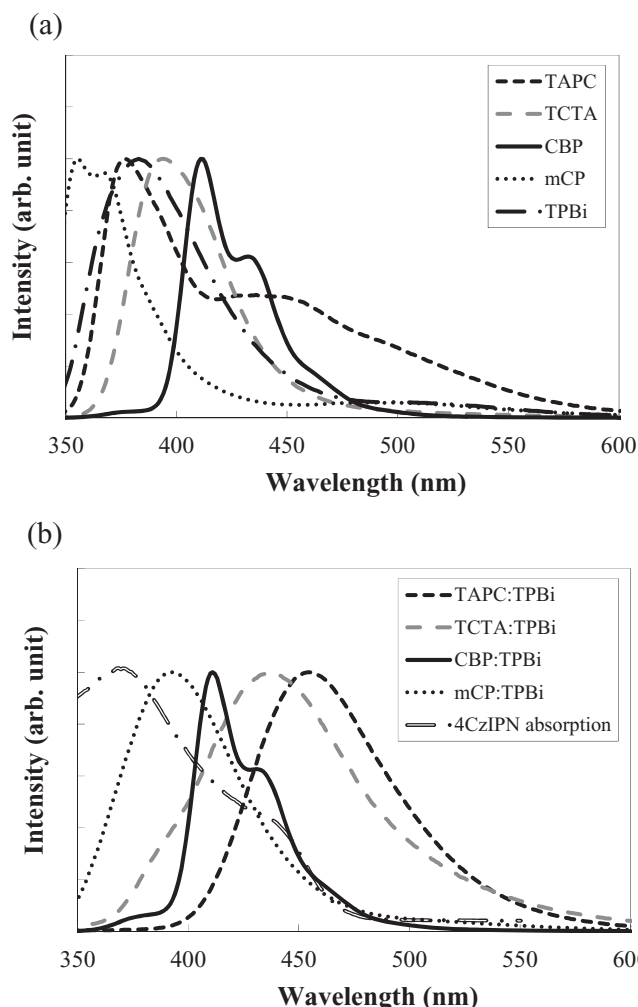 (a)
Intensity (arb. unit)
TAPC
TCTA
CBP
mCP
TPBi
350 400 450 500 550 600
Wavelength (nm)
(b)
Intensity (arb. unit)
TAPC:TPBi
TCTA:TPBi
CBP:TPBi
mCP:TPBi
4CzIPN absorption
350 400 450 500 550 600
Wavelength (nm)